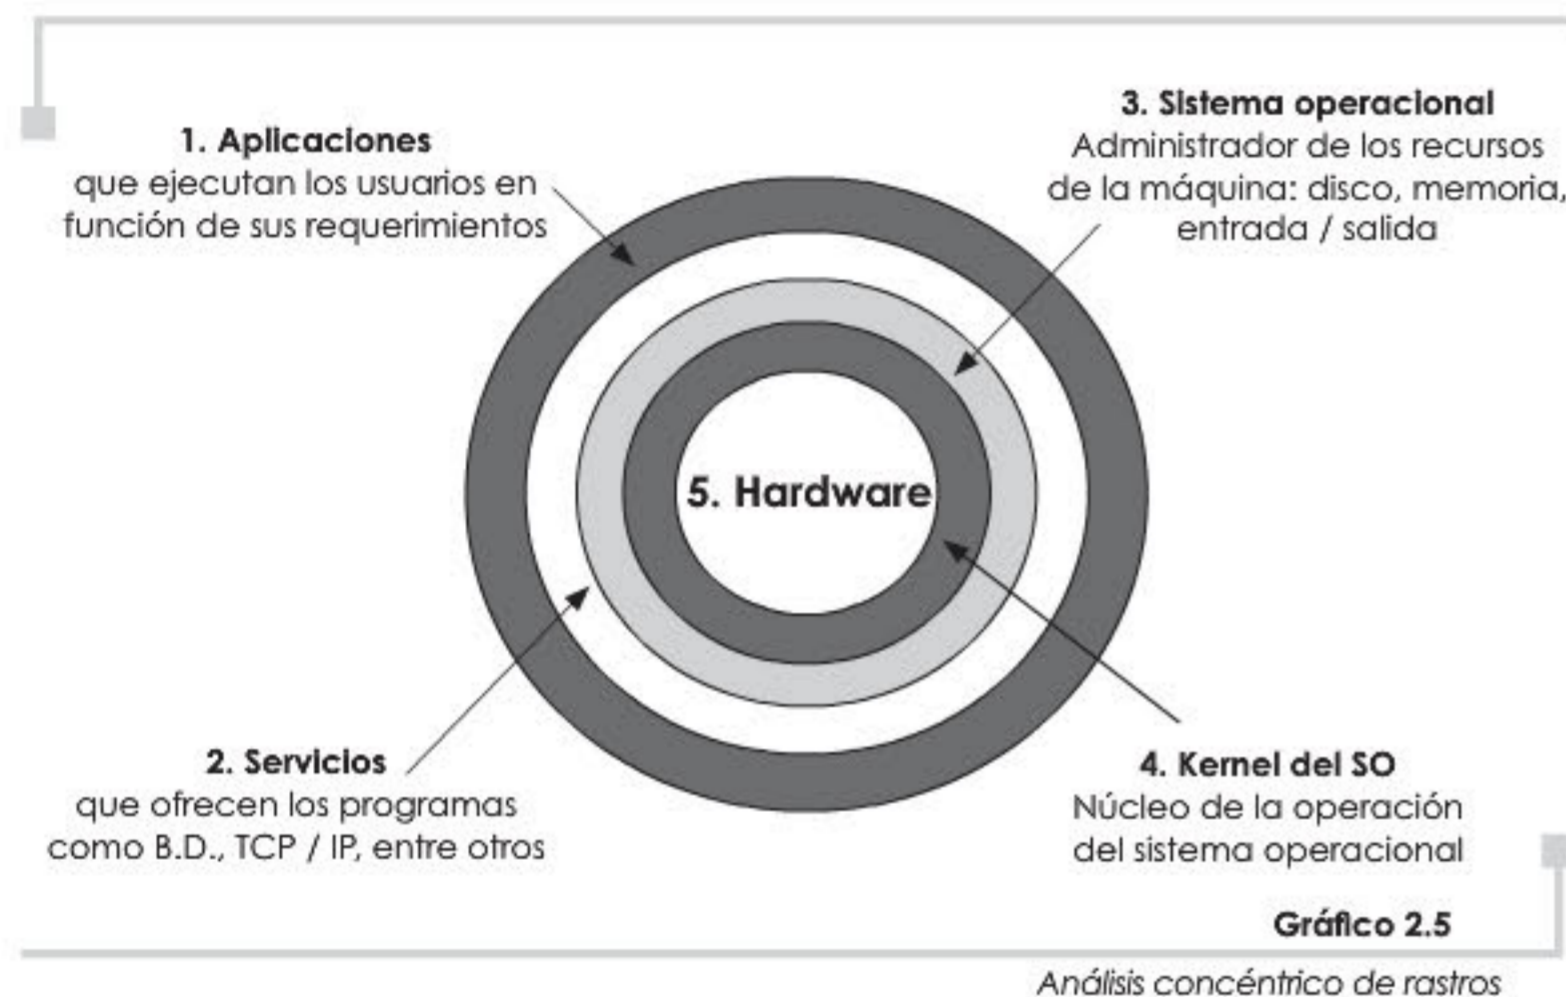 1. Aplicaciones
que ejecutan los usuarios en
función de sus requerimientos
3. Sistema operacional
Administrador de los recursos
de la máquina: disco, memoria,
entrada / salida
5. Hardware
2. Servicios
que ofrecen los programas
como B.D., TCP / IP, entre otros
4. Kernel del SO
Núcleo de la operación
del sistema operacional
Gráfico 2.5
Análisis concéntrico de rastros